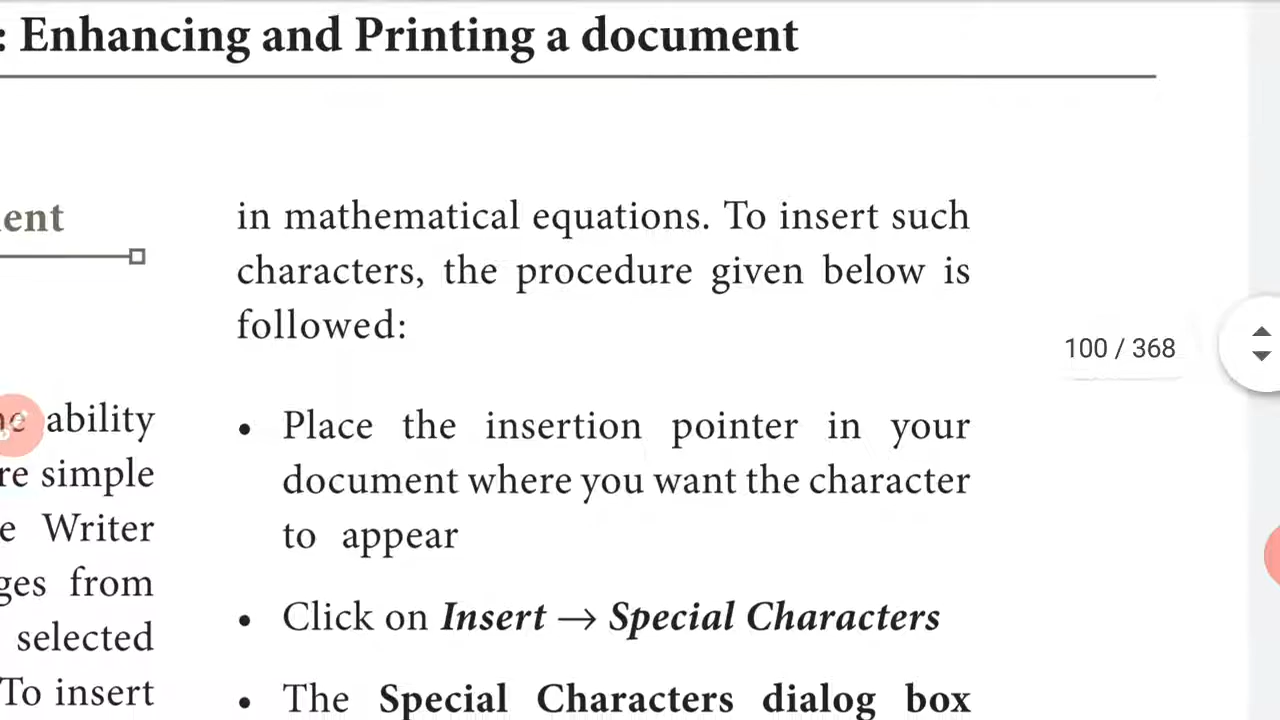 : Enhancing and Printing a document
ent
ability
re simple
e Writer
ges from
selected
To insert
in mathematical equations. To insert such
characters, the procedure given below is
followed:
• Place the insertion pointer in your
document where you want the character
to appear
• Click on Insert → Special Characters
• The Special Characters dialog box
100 / 368